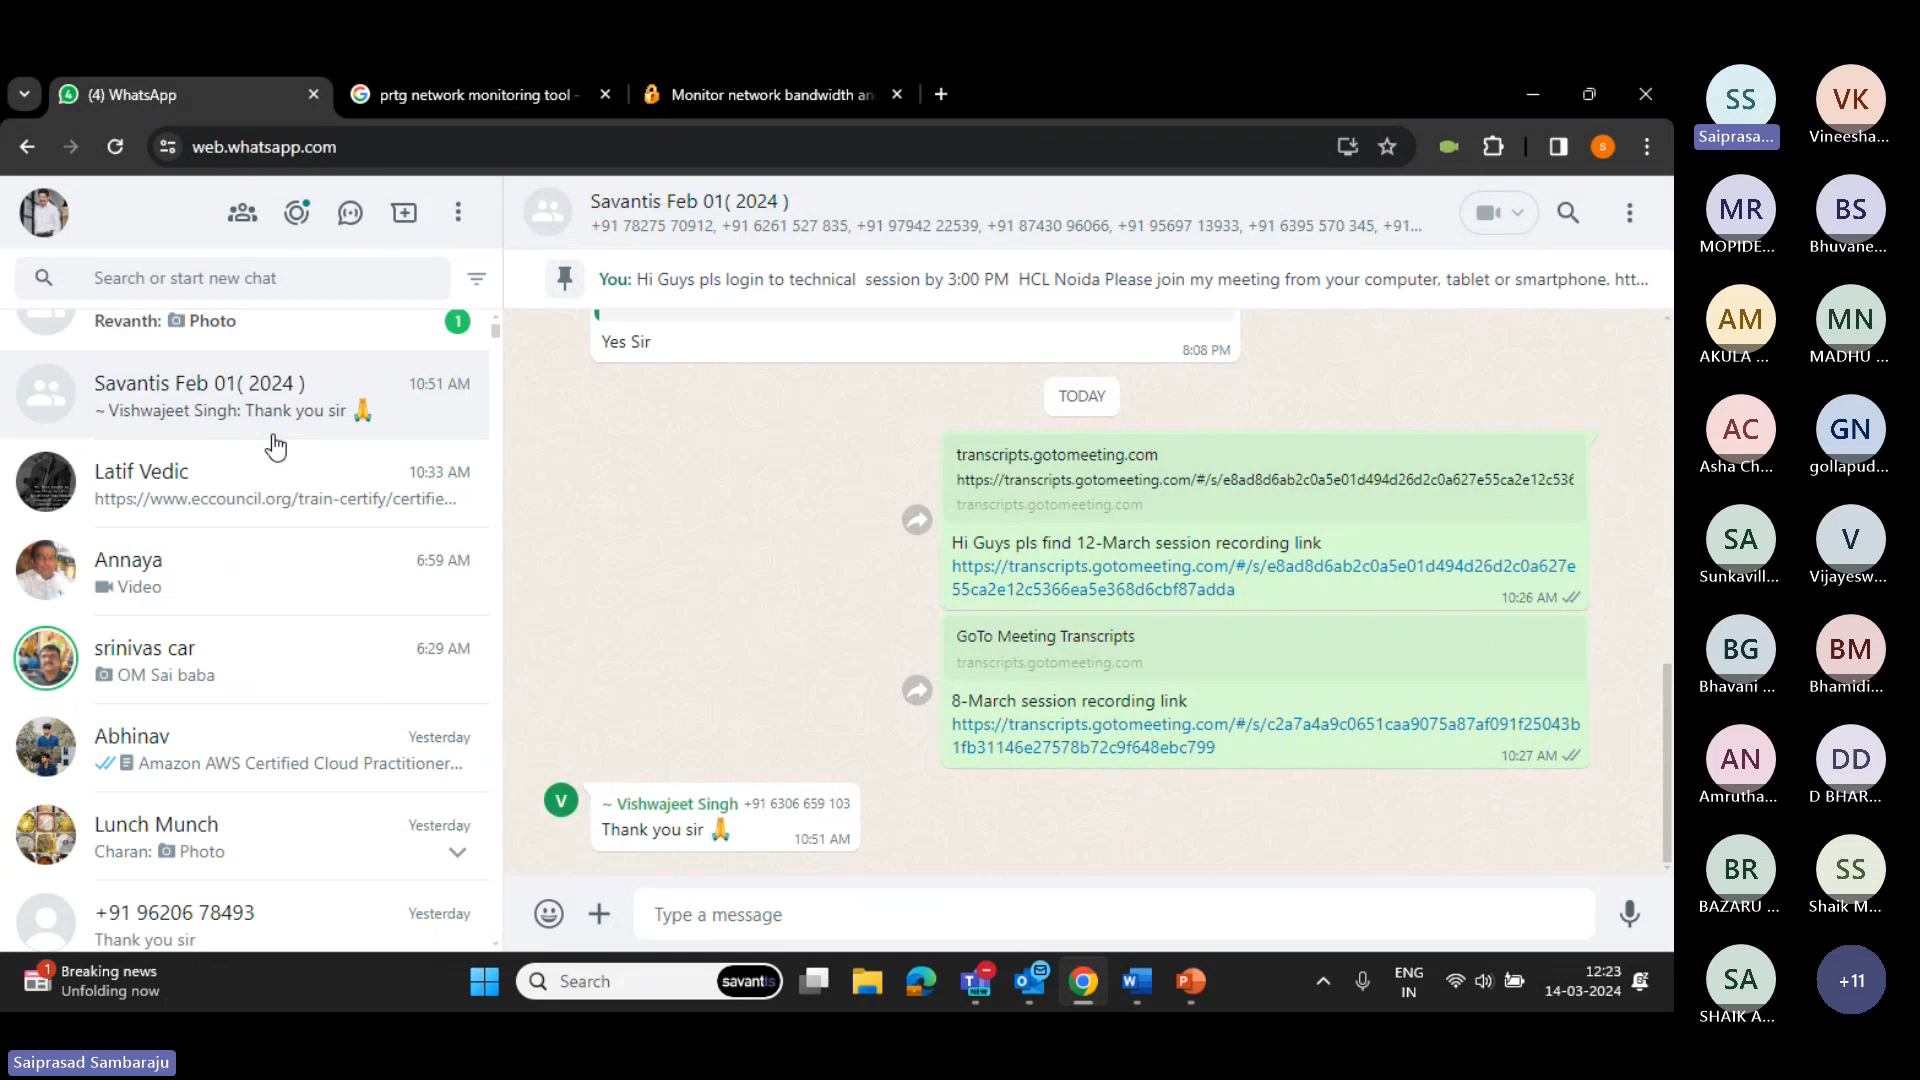 (4) WhatsApp
prtg network monitoring tool -
Monitor network bandwidth an
web.whatsapp.com
Search or start new chat
Revanth: Photo
1
Savantis Feb 01( 2024 )
10:51 AM
~ Vishwajeet Singh: Thank you sir 🙏
Latif Vedic
10:33 AM
https://www.eccouncil.org/train-certify/certifie...
Annaya
6:59 AM
Video
srinivas car
6:29 AM
OM Sai baba
Abhinav
Yesterday
Amazon AWS Certified Cloud Practitioner...
Lunch Munch
Yesterday
Charan: Photo
+91 96206 78493
Yesterday
Thank you sir
Savantis Feb 01( 2024 )
+91 78275 70912, +91 6261 527 835, +91 97942 22539, +91 87430 96066, +91 95697 13933, +91 6395 570 345, +91...
You: Hi Guys pls login to technical session by 3:00 PM HCL Noida Please join my meeting from your computer, tablet or smartphone. htt...
Yes Sir
8:08 PM
TODAY
transcripts.gotomeeting.com
https://transcripts.gotomeeting.com/#/s/e8ad8d6ab2c0a5e01d494d26d2c0a627e55ca2e12c536
transcripts.gotomeeting.com
Hi Guys pls find 12-March session recording link
https://transcripts.gotomeeting.com/#/s/e8ad8d6ab2c0a5e01d494d26d2c0a627e
55ca2e12c5366ea5e368d6cbf87adda
10:26 AM
GoTo Meeting Transcripts
transcripts.gotomeeting.com
8-March session recording link
https://transcripts.gotomeeting.com/#/s/c2a7a4a9c0651caa9075a87af091f25043b
1fb31146e27578b72c9f648ebc799
10:27 AM
V
~ Vishwajeet Singh +91 6306 659 103
Thank you sir 🙏
10:51 AM
Type a message
1
Breaking news
Unfolding now
Search
savantis
NEW
ENG
IN
12:23
14-03-2024
SS
Saiprasa...
VK
Vineesha...
MR
MOPIDE...
BS
Bhuvane...
AM
AKULA ...
MN
MADHU ...
AC
Asha Ch...
GN
gollapud...
SA
Sunkavill...
V
Vijayesw...
BG
Bhavani ...
BM
Bhamidi...
AN
Amrutha...
DD
D BHAR...
BR
BAZARU ...
SS
Shaik M...
SA
SHAIK A...
+11
Saiprasad Sambaraju